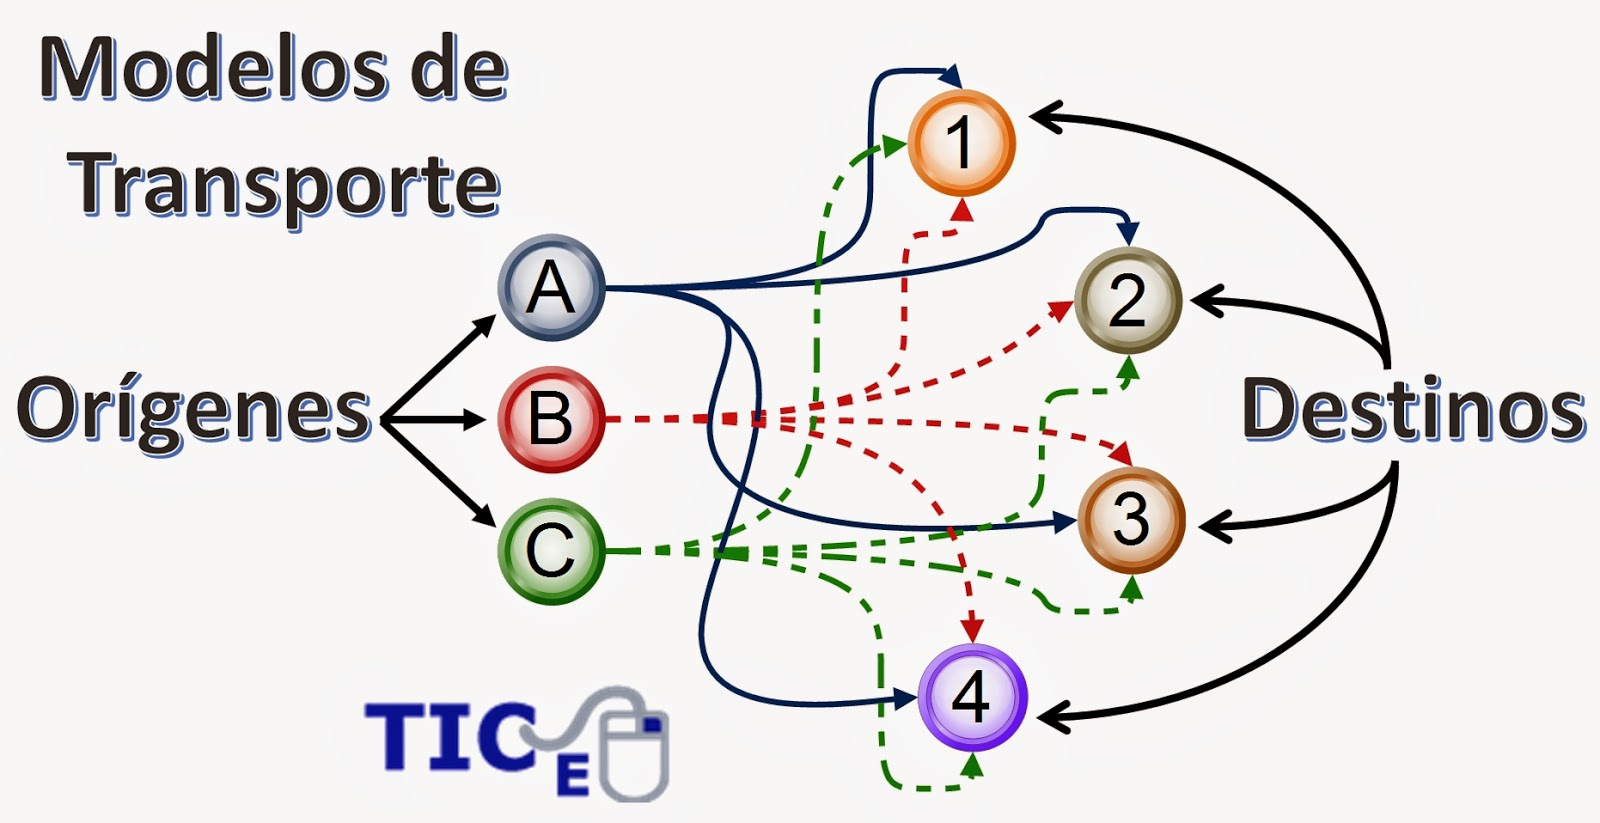 Modelos de
Transporte
Orígenes
A
B
C
1
2
3
4
Destinos
TIC
E